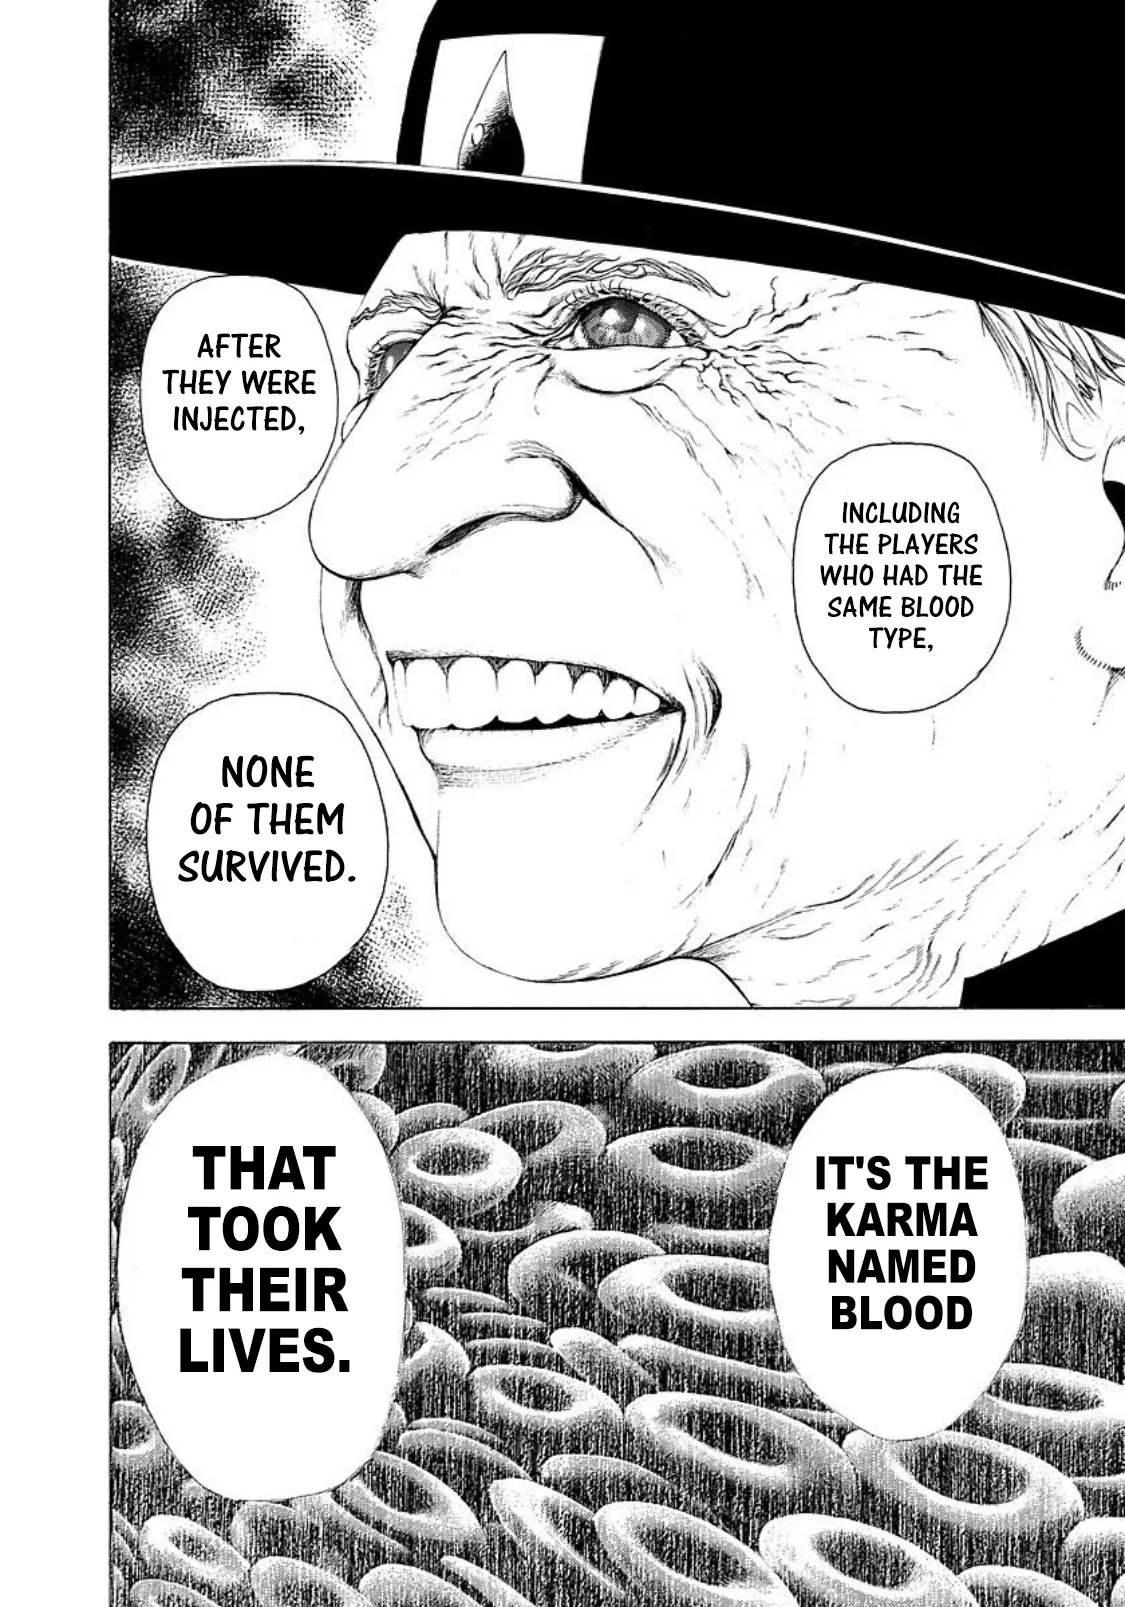 INCLUDING
THE PLAYERS
WHO HAD THE
SAME BLOOD
TYPE,
AFTER
THEY WERE
INJECTED,
NONE
OF THEM
SURVIVED.
IT'S THE
KARMA
NAMED
BLOOD
THAT
TOOK
THEIR
LIVES.